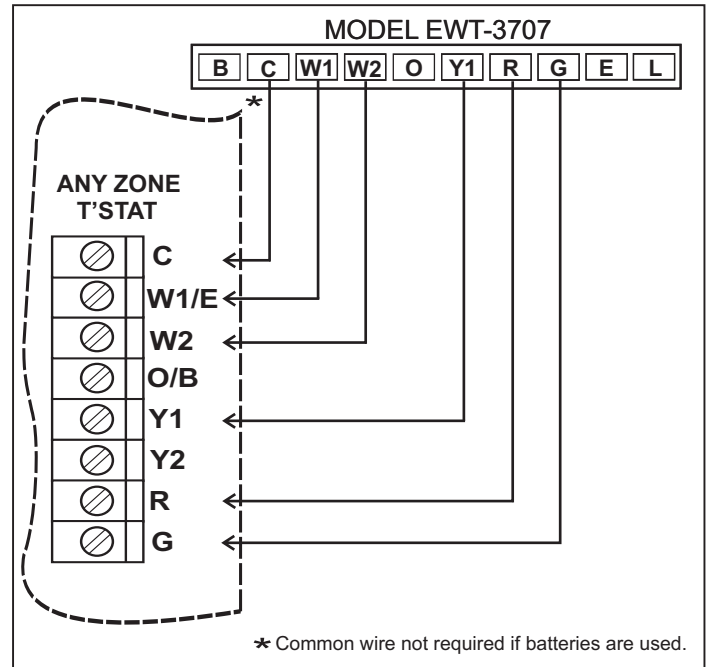 MODEL EWT-3707
B C W1 W2 O Y1 R G E L
*
ANY ZONE
T'STAT
C
W1/E
W2
O/B
Y1
Y2
R
G
* Common wire not required if batteries are used.